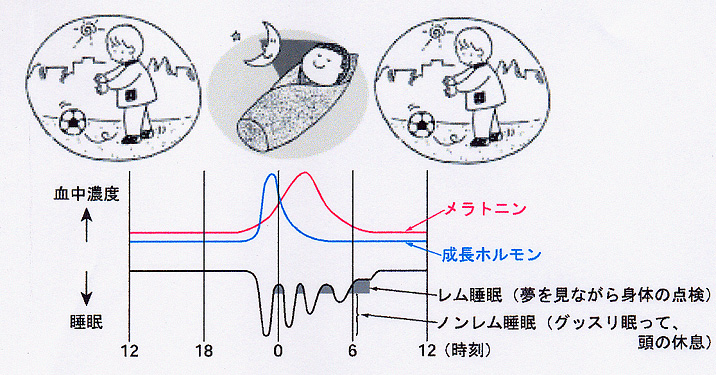 血中濃度
メラトニン
成長ホルモン
レム睡眠（夢を見ながら身体の点検）
睡眠
ノンレム睡眠（グッスリ眠って、
頭の休息）
12 18 0 6 12 （時刻）